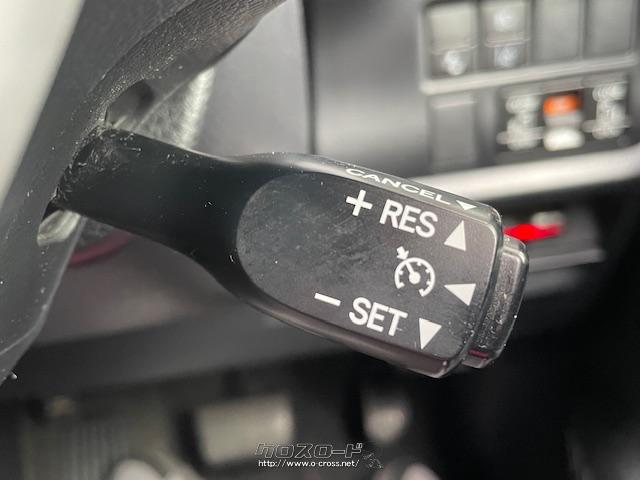 CANCEL▼
+ RES ▲
◀
− SET ▼
クロスロード
http://www.o-cross.net/